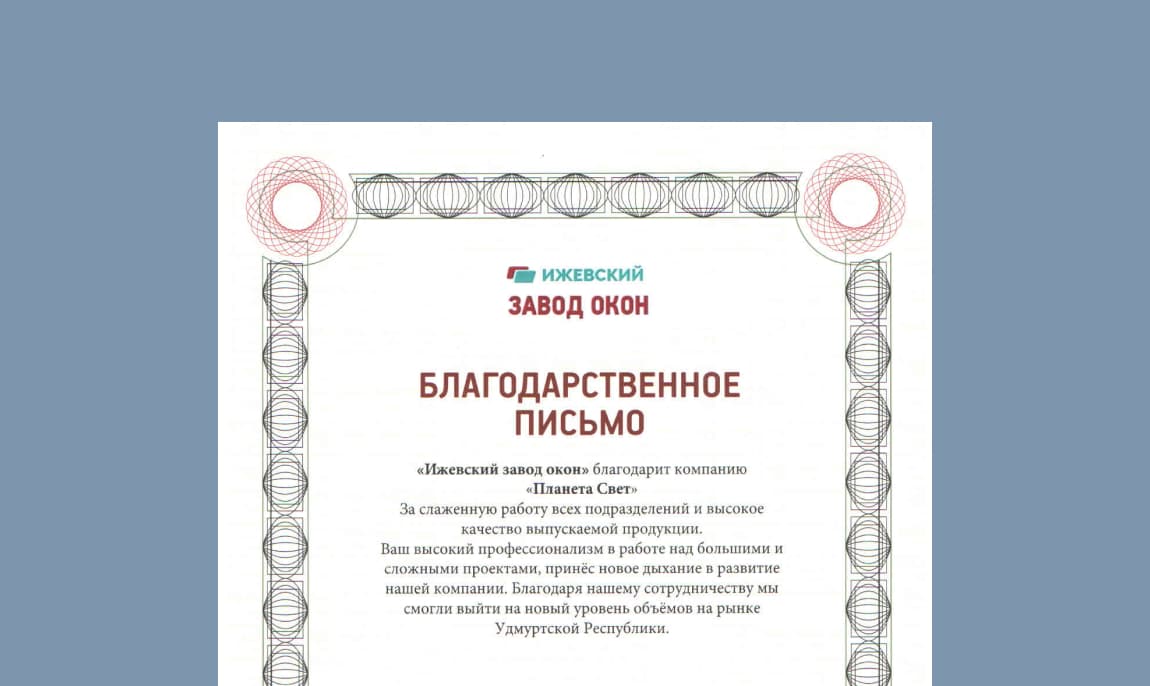 ИЖЕВСКИЙ
ЗАВОД ОКОН
БЛАГОДАРСТВЕННОЕ
ПИСЬМО
«Ижевский завод окон» благодарит компанию
«Планета Свет»
За слаженную работу всех подразделений и высокое
качество выпускаемой продукции.
Ваш высокий профессионализм в работе над большими и
сложными проектами, принёс новое дыхание в развитие
нашей компании. Благодаря нашему сотрудничеству мы
смогли выйти на новый уровень объёмов на рынке
Удмуртской Республики.